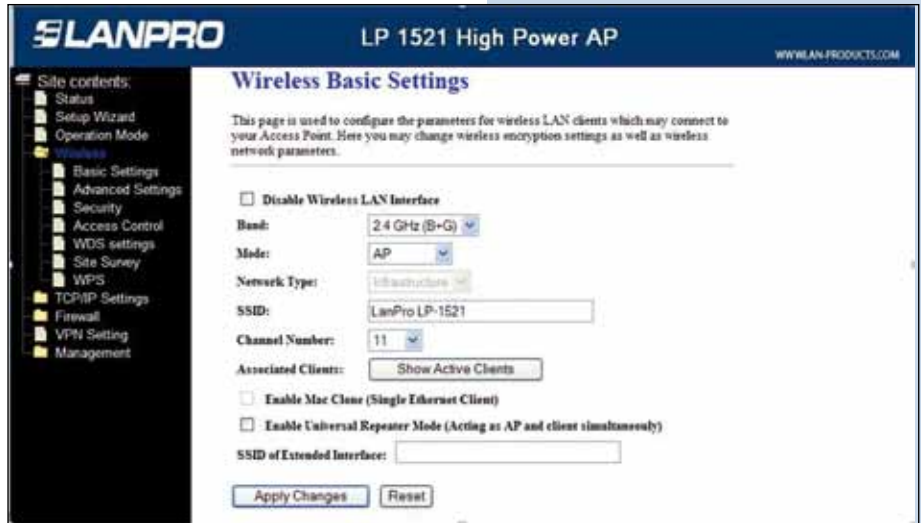 LANPRO
LP 1521 High Power AP
WWW.LAN-PRODUCTS.COM
Site contents:
Status
Setup Wizard
Operation Mode
Wireless
Basic Settings
Advanced Settings
Security
Access Control
WDS settings
Site Survey
WPS
TCP/IP Settings
Firewall
VPN Setting
Management
Wireless Basic Settings
This page is used to configure the parameters for wireless LAN clients which may connect to
your Access Point. Here you may change wireless encryption settings as well as wireless
network parameters.
Disable Wireless LAN Interface
Band: 2.4 GHz (B+G)
Mode: AP
Network Type: Infrastructure
SSID: LanPro LP-1521
Channel Number: 11
Associated Clients: Show Active Clients
Enable Mac Clone (Single Ethernet Client)
Enable Universal Repeater Mode (Acting as AP and client simultaneouly)
SSID of Extended Interface:
Apply Changes Reset